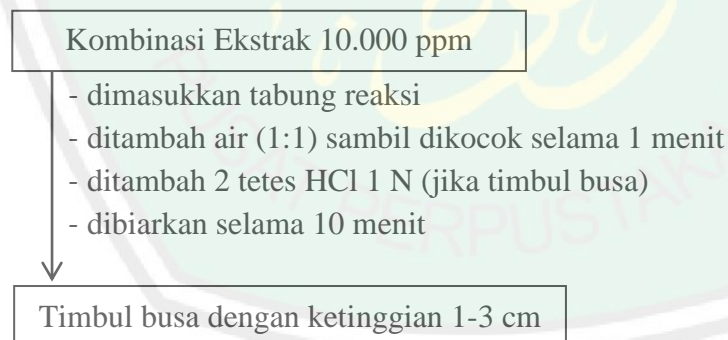 Kombinasi Ekstrak 10.000 ppm
- dimasukkan tabung reaksi
- ditambah air (1:1) sambil dikocok selama 1 menit
- ditambah 2 tetes HCl 1 N (jika timbul busa)
- dibiarkan selama 10 menit
Timbul busa dengan ketinggian 1-3 cm